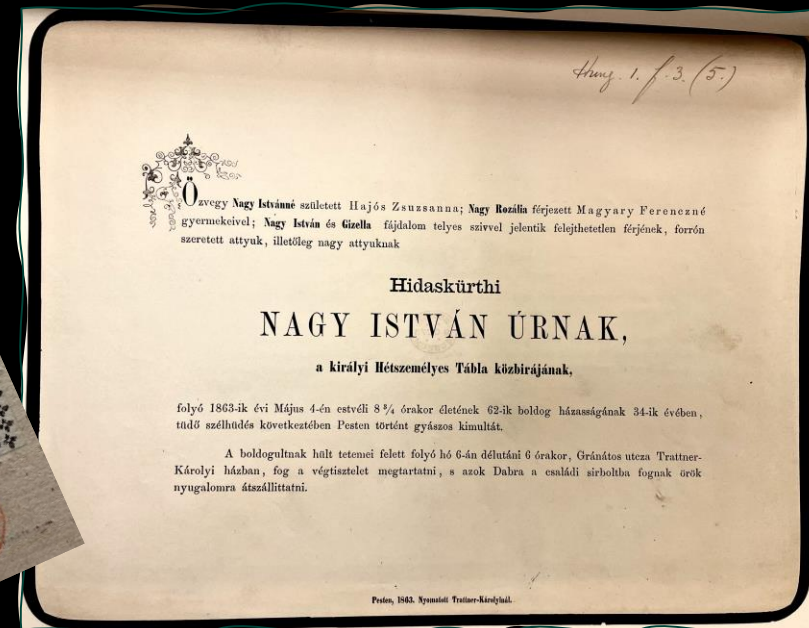 Hung. 1. f. 3. (5.)
Özvegy Nagy Istvánné született Hajós Zsuzsanna; Nagy Rozália férjezett Magyary Ferenczné
gyermekeivel; Nagy István és Gizella fájdalom telyes szivvel jelentik felejthetetlen férjének, forrón
szeretett attyuk, illetőleg nagy attyuknak
Hidaskürthi
NAGY ISTVÁN ÚRNAK,
a királyi Hétszemélyes Tábla közbirájának,
folyó 1863-ik évi Május 4-én estvéli 8 3/4 órakor életének 62-ik boldog házasságának 34-ik évében,
tüdő szélhüdés következtében Pesten történt gyászos kimultát.
A boldogultnak hült tetemei felett folyó hó 6-án délutáni 6 órakor, Gránátos utcza Trattner-
Károlyi házban, fog a végtisztelet megtartatni, s azok Dabra a családi sirboltba fognak örök
nyugalomra átszállittatni.
Pesten, 1863. Nyomatott Trattner-Károlyinál.